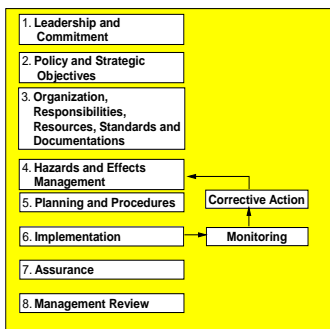 1. Leadership and
Commitment
2. Policy and Strategic
Objectives
3. Organization,
Responsibilities,
Resources, Standards and
Documentations
4. Hazards and Effects
Management
5. Planning and Procedures
Corrective Action
6. Implementation
Monitoring
7. Assurance
8. Management Review